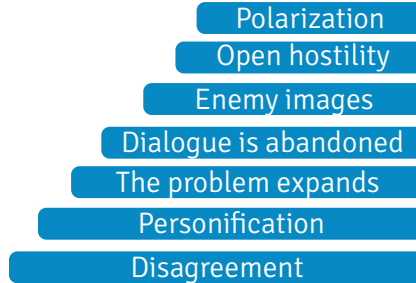 Polarization
Open hostility
Enemy images
Dialogue is abandoned
The problem expands
Personification
Disagreement